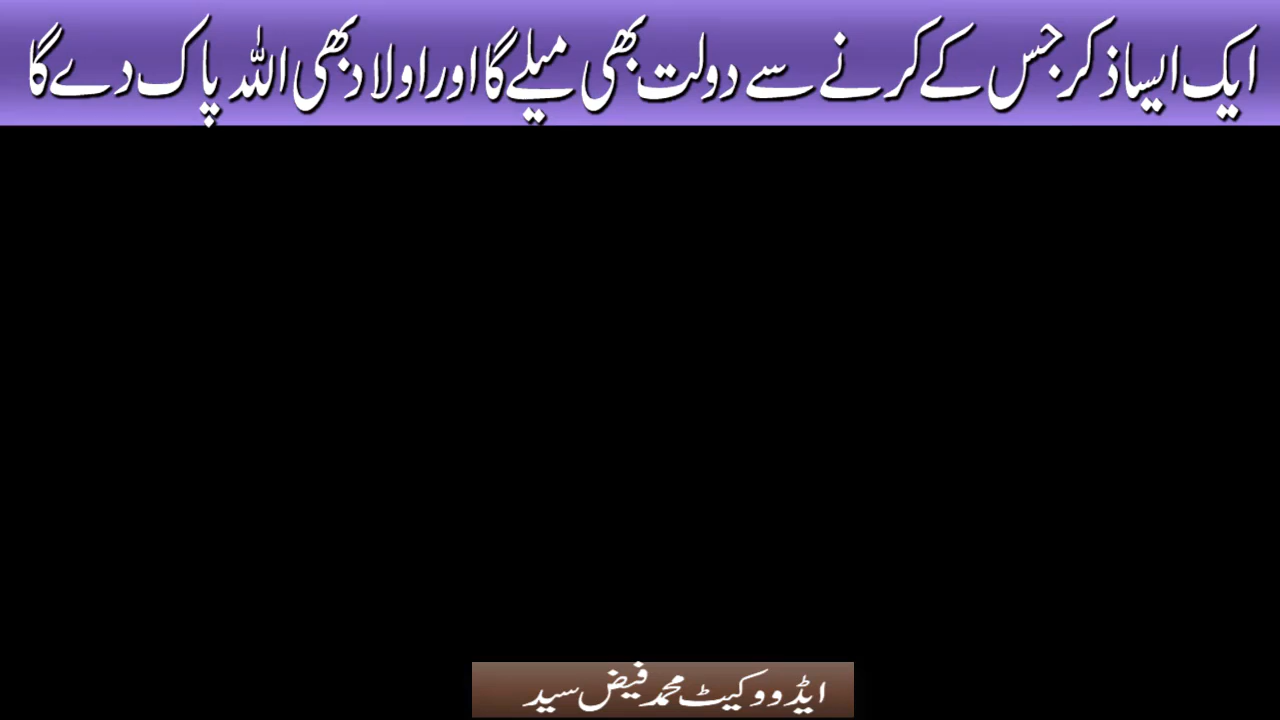 ایک ایسا ذکر جس کے کرنے سے دولت بھی ملے گا اور اولاد بھی اللہ پاک دے گا
ایڈووکیٹ محمد فیض سید